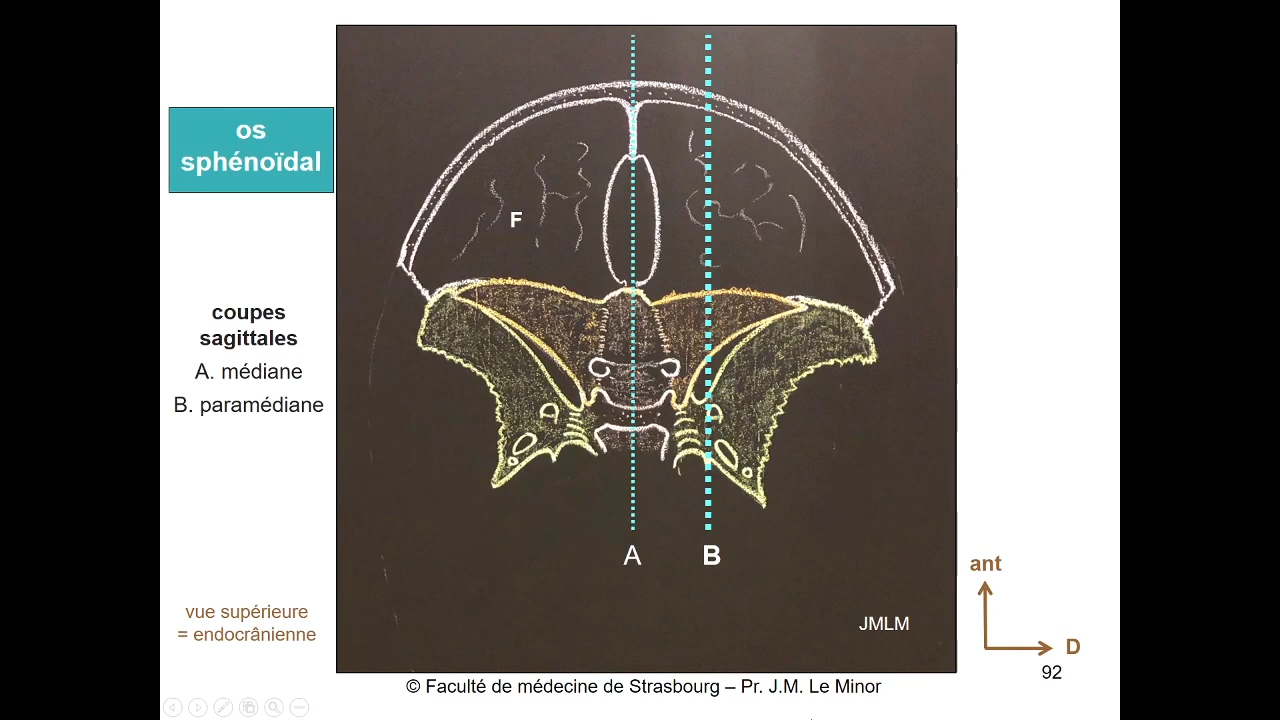 os
sphénoïdal
F
coupes
sagittales
A. médiane
B. paramédiane
A
B
ant
D
vue supérieure
= endocrânienne
JMLM
92
© Faculté de médecine de Strasbourg – Pr. J.M. Le Minor